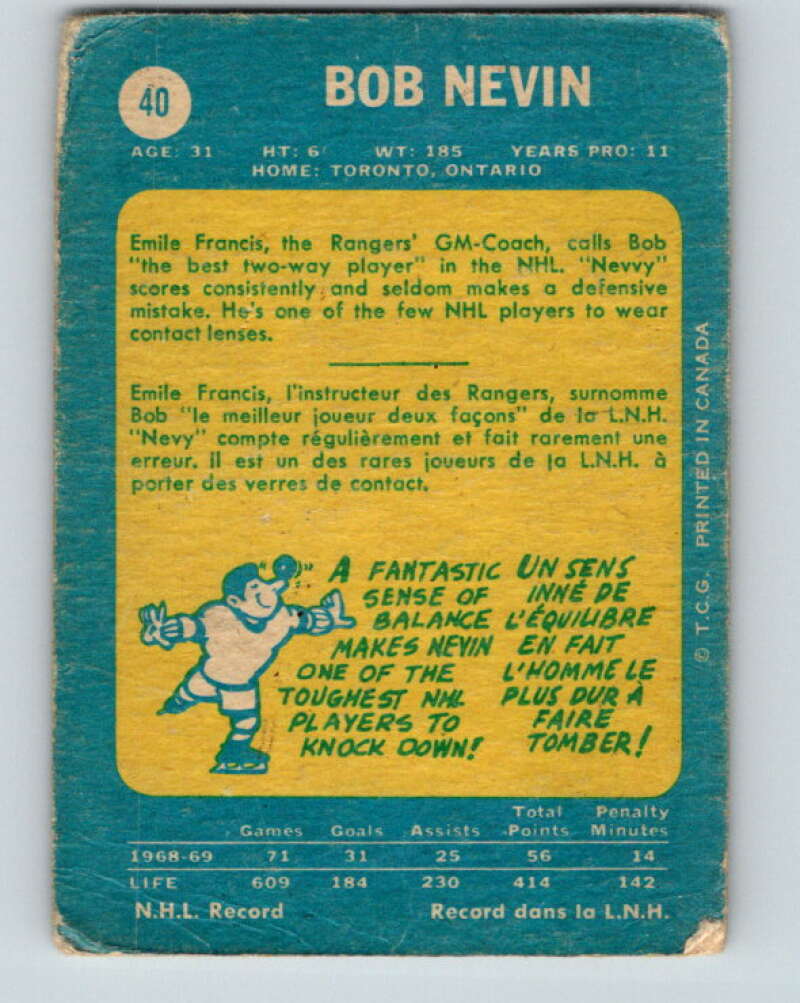 40
BOB NEVIN
AGE: 31 HT: 6' WT: 185 YEARS PRO: 11
HOME: TORONTO, ONTARIO
Emile Francis, the Rangers' GM-Coach, calls Bob
"the best two-way player" in the NHL. "Nevvy"
scores consistently and seldom makes a defensive
mistake. He's one of the few NHL players to wear
contact lenses.
Emile Francis, l'instructeur des Rangers, surnomme
Bob "le meilleur joueur deux façons" de la L.N.H.
"Nevy" compte régulièrement et fait rarement une
erreur. il est un des rares joueurs de la L.N.H. à
porter des verres de contact.
A FANTASTIC
SENSE OF
BALANCE
MAKES NEVIN
ONE OF THE
TOUGHEST NHL
PLAYERS TO
KNOCK DOWN!
UN SENS
INNÉ DE
L'ÉQUILIBRE
EN FAIT
L'HOMME LE
PLUS DUR À
FAIRE
TOMBER!
© T.C.G. PRINTED IN CANADA
Total Penalty
Games Goals Assists Points Minutes
1968-69 71 31 25 56 14
LIFE 609 184 230 414 142
N.H.L. Record Record dans la L.N.H.